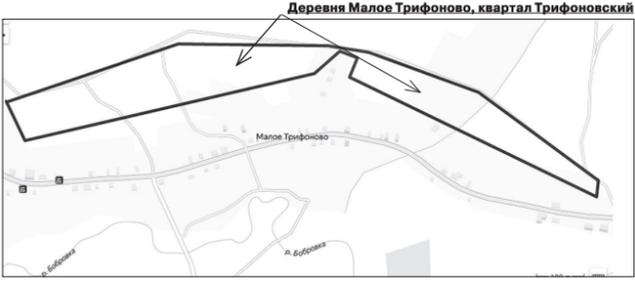 Деревня Малое Трифоново, квартал Трифоновский
Малое Трифоново
р. Бобровка
р. Бобровка